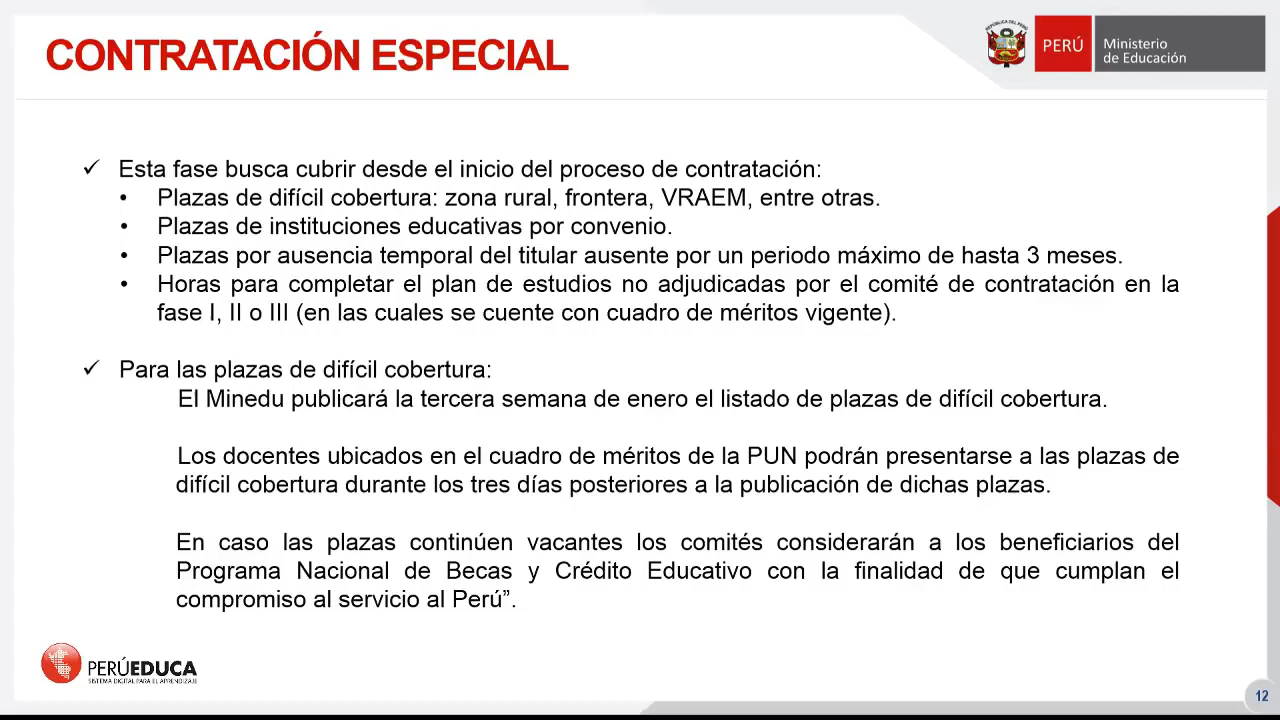 CONTRATACIÓN ESPECIAL
REPÚBLICA DEL PERÚ
PERÚ
Ministerio
de Educación
✓ Esta fase busca cubrir desde el inicio del proceso de contratación:
• Plazas de difícil cobertura: zona rural, frontera, VRAEM, entre otras.
• Plazas de instituciones educativas por convenio.
• Plazas por ausencia temporal del titular ausente por un periodo máximo de hasta 3 meses.
• Horas para completar el plan de estudios no adjudicadas por el comité de contratación en la
fase I, II o III (en las cuales se cuente con cuadro de méritos vigente).
✓ Para las plazas de difícil cobertura:
El Minedu publicará la tercera semana de enero el listado de plazas de difícil cobertura.
Los docentes ubicados en el cuadro de méritos de la PUN podrán presentarse a las plazas de
difícil cobertura durante los tres días posteriores a la publicación de dichas plazas.
En caso las plazas continúen vacantes los comités considerarán a los beneficiarios del
Programa Nacional de Becas y Crédito Educativo con la finalidad de que cumplan el
compromiso al servicio al Perú”.
PERÚEDUCA
SISTEMA DIGITAL PARA EL APRENDIZAJE
12